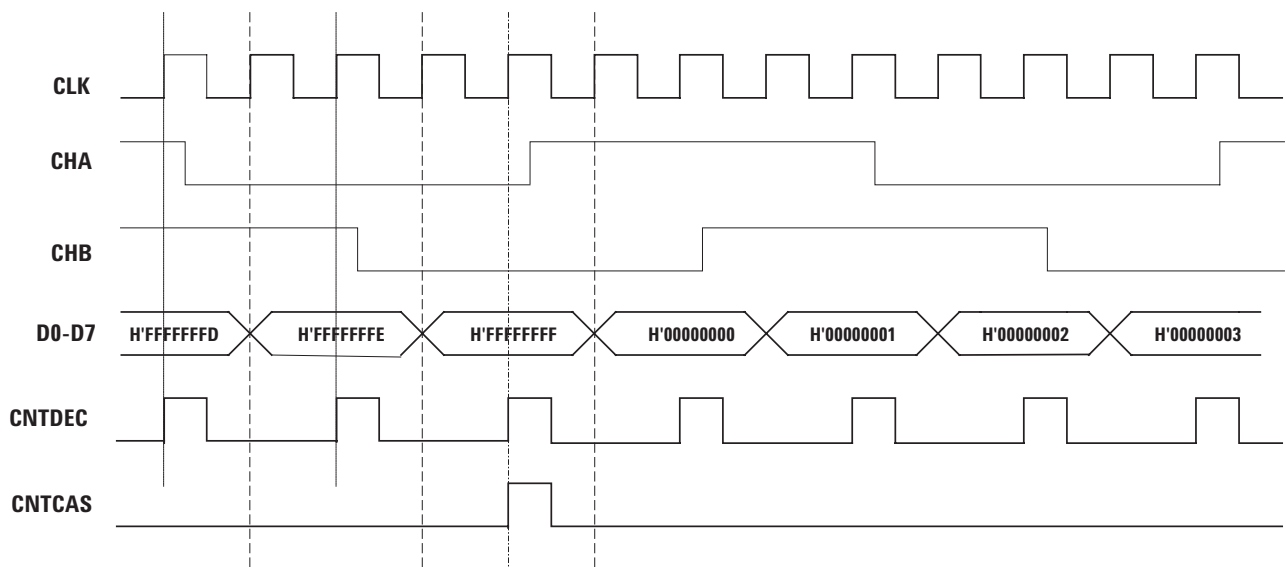 CLK
CHA
CHB
D0-D7 H'FFFFFFFD H'FFFFFFFE H'FFFFFFFF H'00000000 H'00000001 H'00000002 H'00000003
CNTDEC
CNTCAS